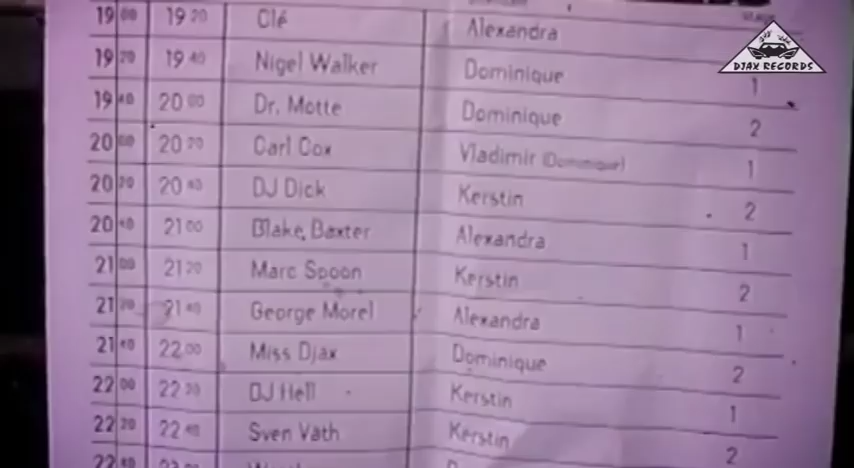 19 00 19 20 Clé Alexandra
19 20 19 40 Nigel Walker Dominique 1
19 40 20 00 Dr. Motte Dominique 2
20 00 20 20 Carl Cox Vladimir (Dominique) 1
20 20 20 40 DJ Dick Kerstin 2
20 40 21 00 Blake Baxter Alexandra 1
21 00 21 20 Marc Spoon Kerstin 2
21 20 21 40 George Morel Alexandra 1
21 40 22 00 Miss Djax Dominique 2
22 00 22 20 DJ Hell Kerstin 1
22 20 22 40 Sven Väth Kerstin 2
22 40
DJAX RECORDS